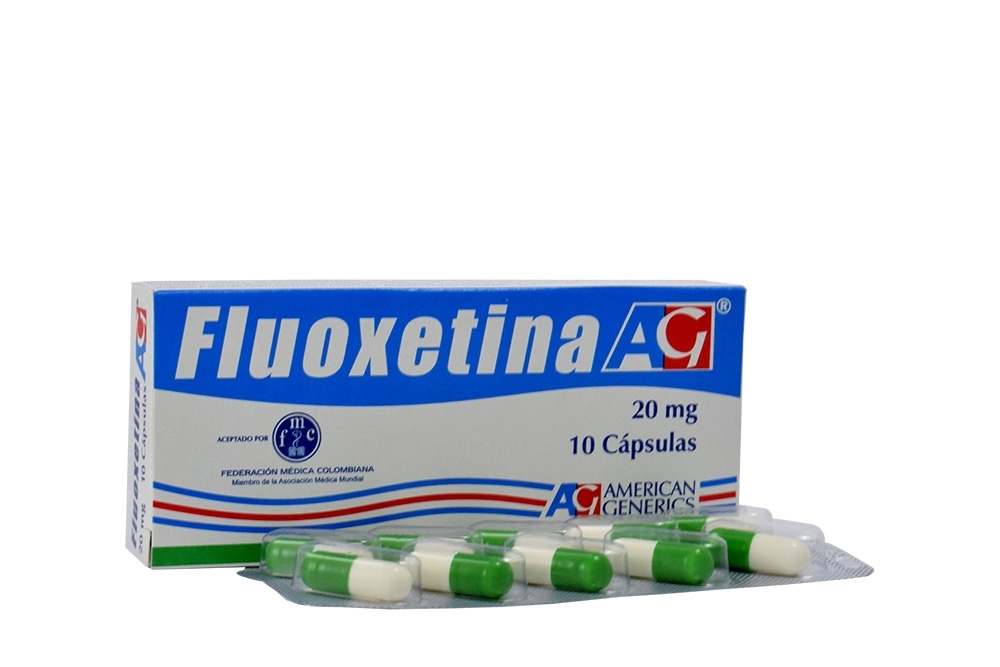 Fluoxetina AG®
20 mg
10 Cápsulas
ACEPTADO POR
f m c
FEDERACIÓN MÉDICA COLOMBIANA
Miembro de la Asociación Médica Mundial
AG AMERICAN
GENERICS
Fluoxetina AG
20 mg 10 Cápsulas